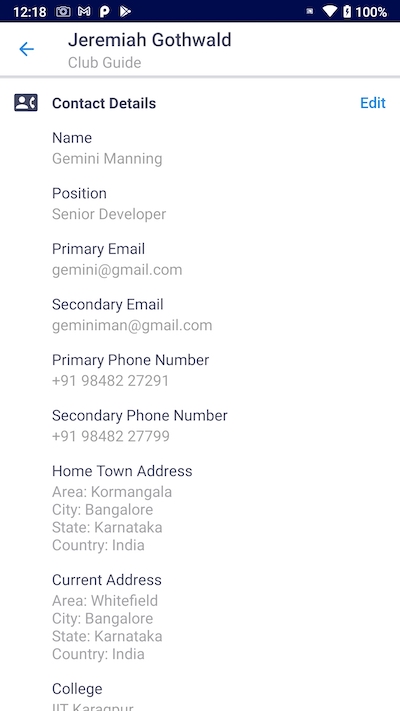 12:18 100%
Jeremiah Gothwald
Club Guide
Contact Details Edit
Name
Gemini Manning
Position
Senior Developer
Primary Email
gemini@gmail.com
Secondary Email
geminiman@gmail.com
Primary Phone Number
+91 98482 27291
Secondary Phone Number
+91 98482 27799
Home Town Address
Area: Kormangala
City: Bangalore
State: Karnataka
Country: India
Current Address
Area: Whitefield
City: Bangalore
State: Karnataka
Country: India
College
IIT Karagpur